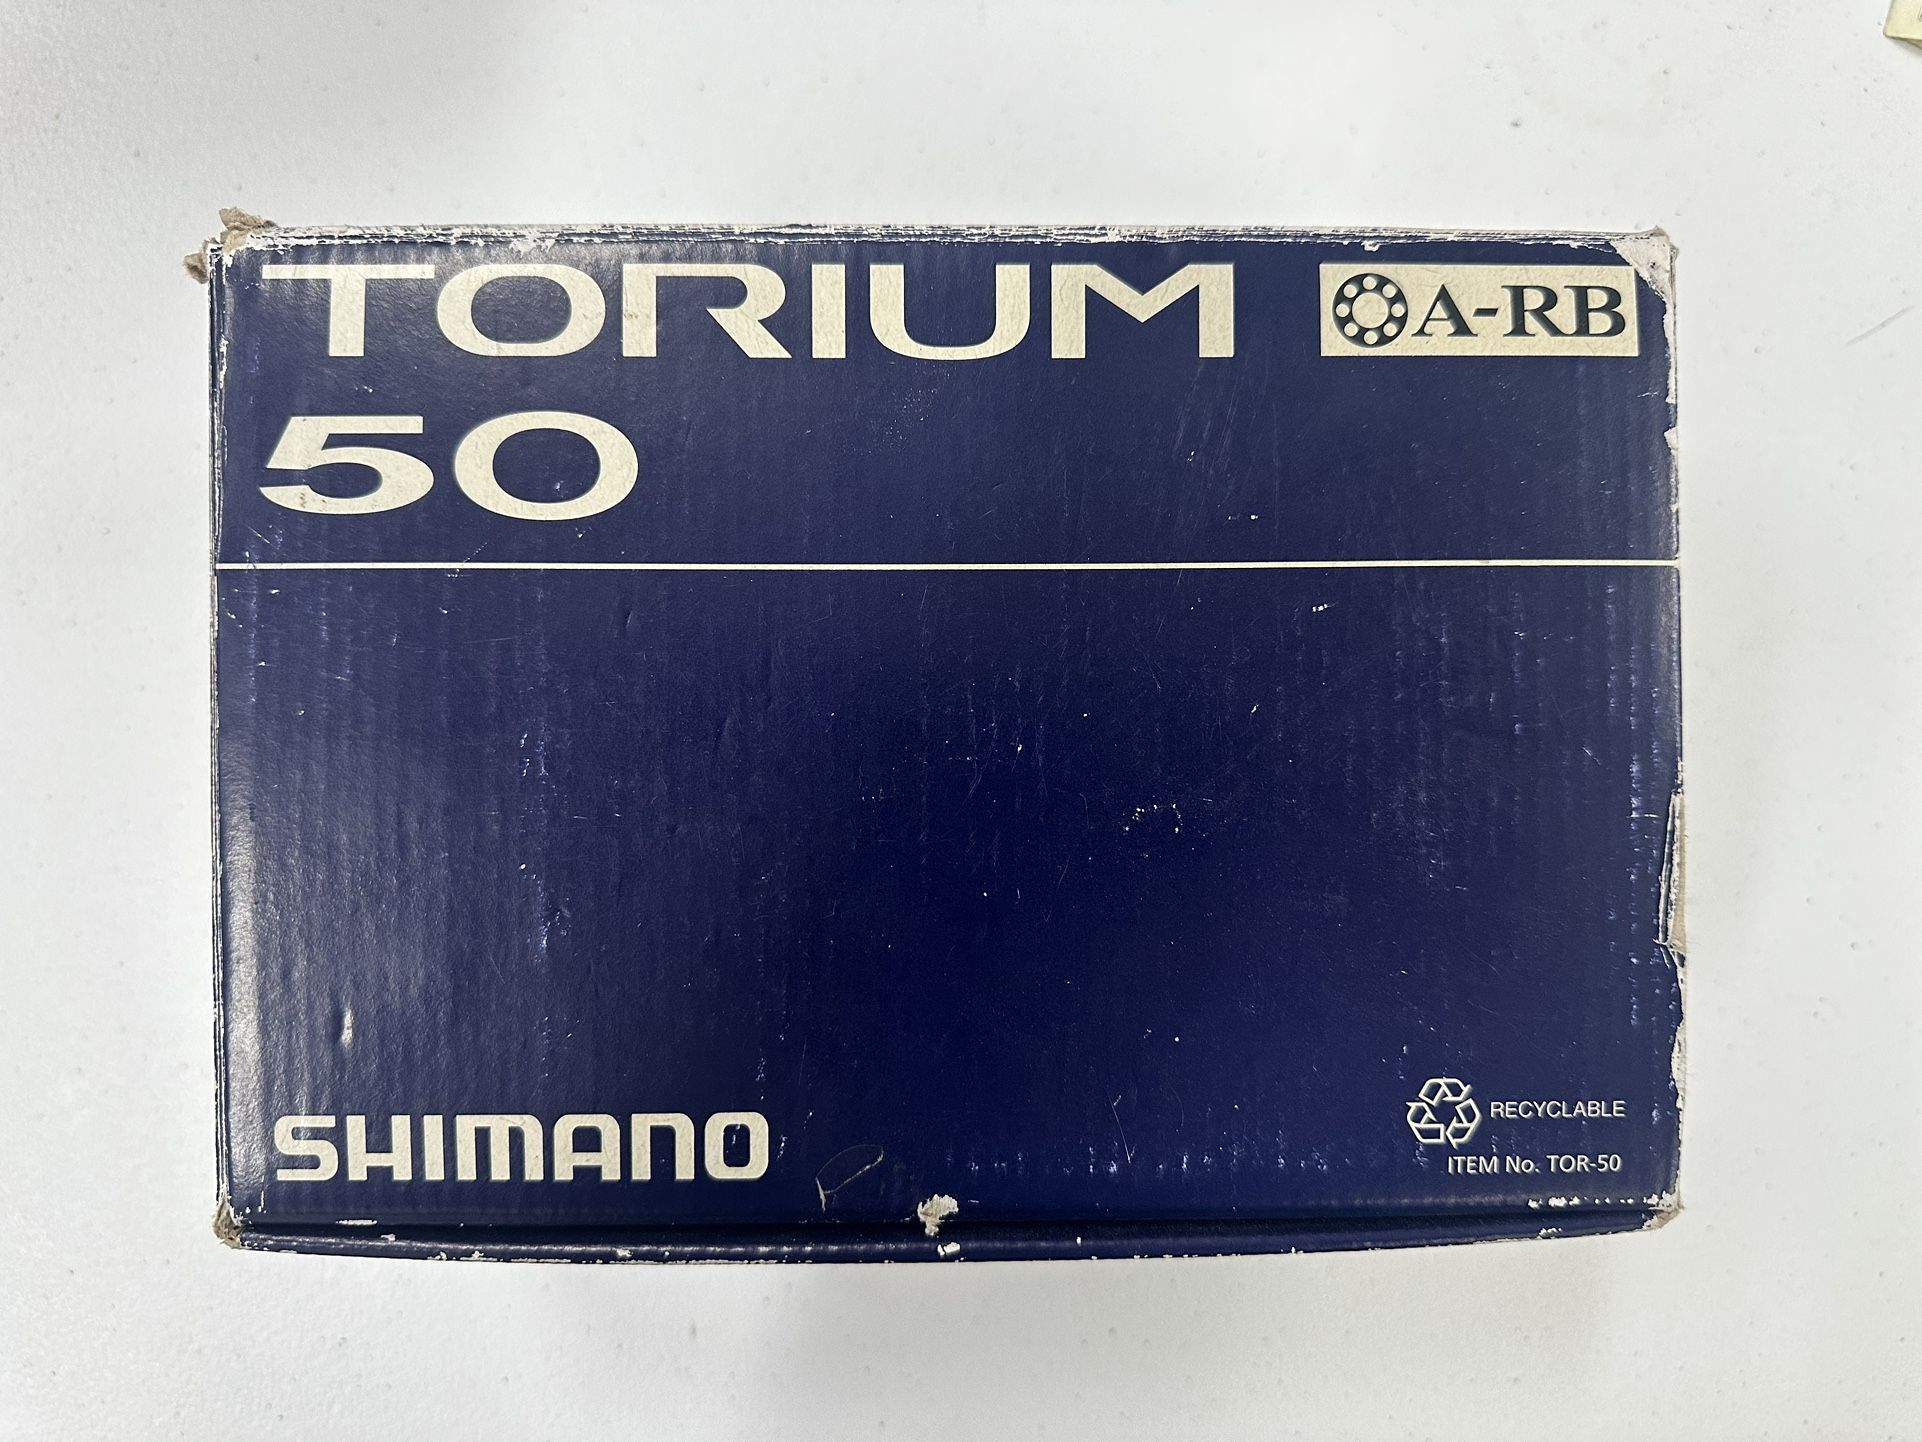 TORIUM A-RB
50
SHIMANO
RECYCLABLE
ITEM No. TOR-50